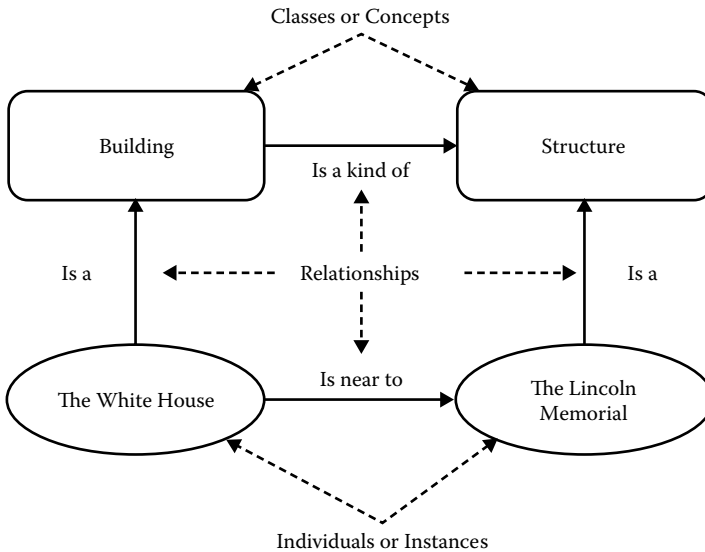 Classes or Concepts
Building
Structure
Is a kind of
Is a
Relationships
Is a
Is near to
The White House
The Lincoln
Memorial
Individuals or Instances